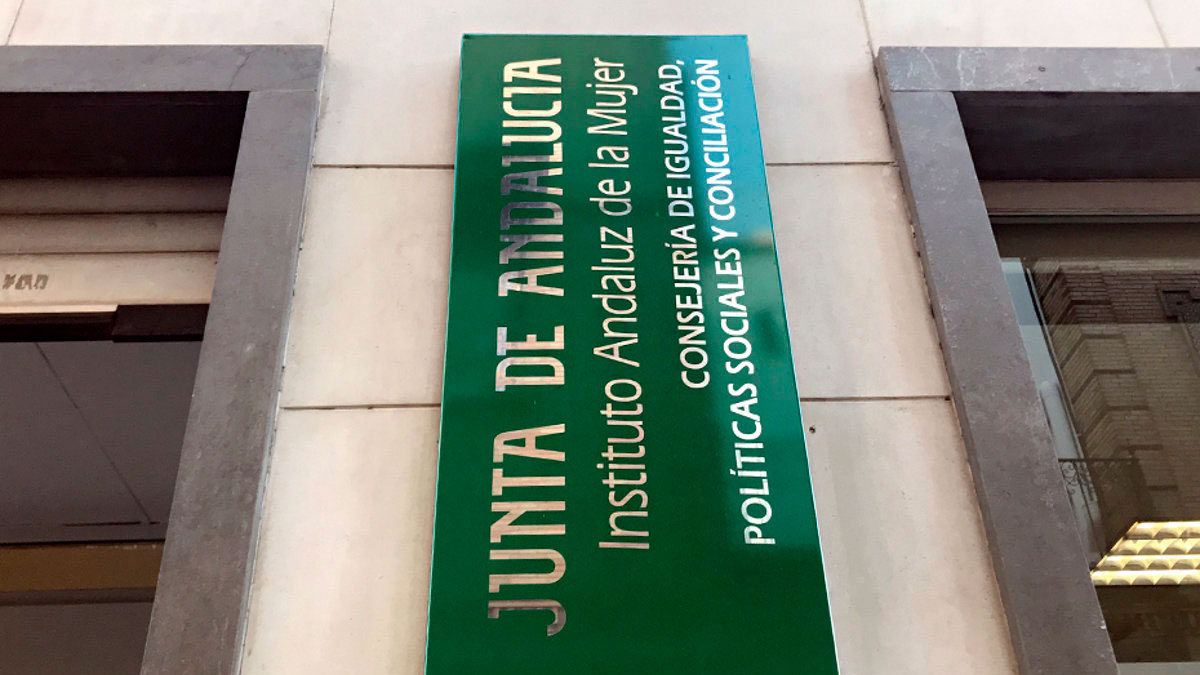 JUNTA DE ANDALUCIA
Instituto Andaluz de la Mujer
CONSEJERÍA DE IGUALDAD,
POLÍTICAS SOCIALES Y CONCILIACIÓN